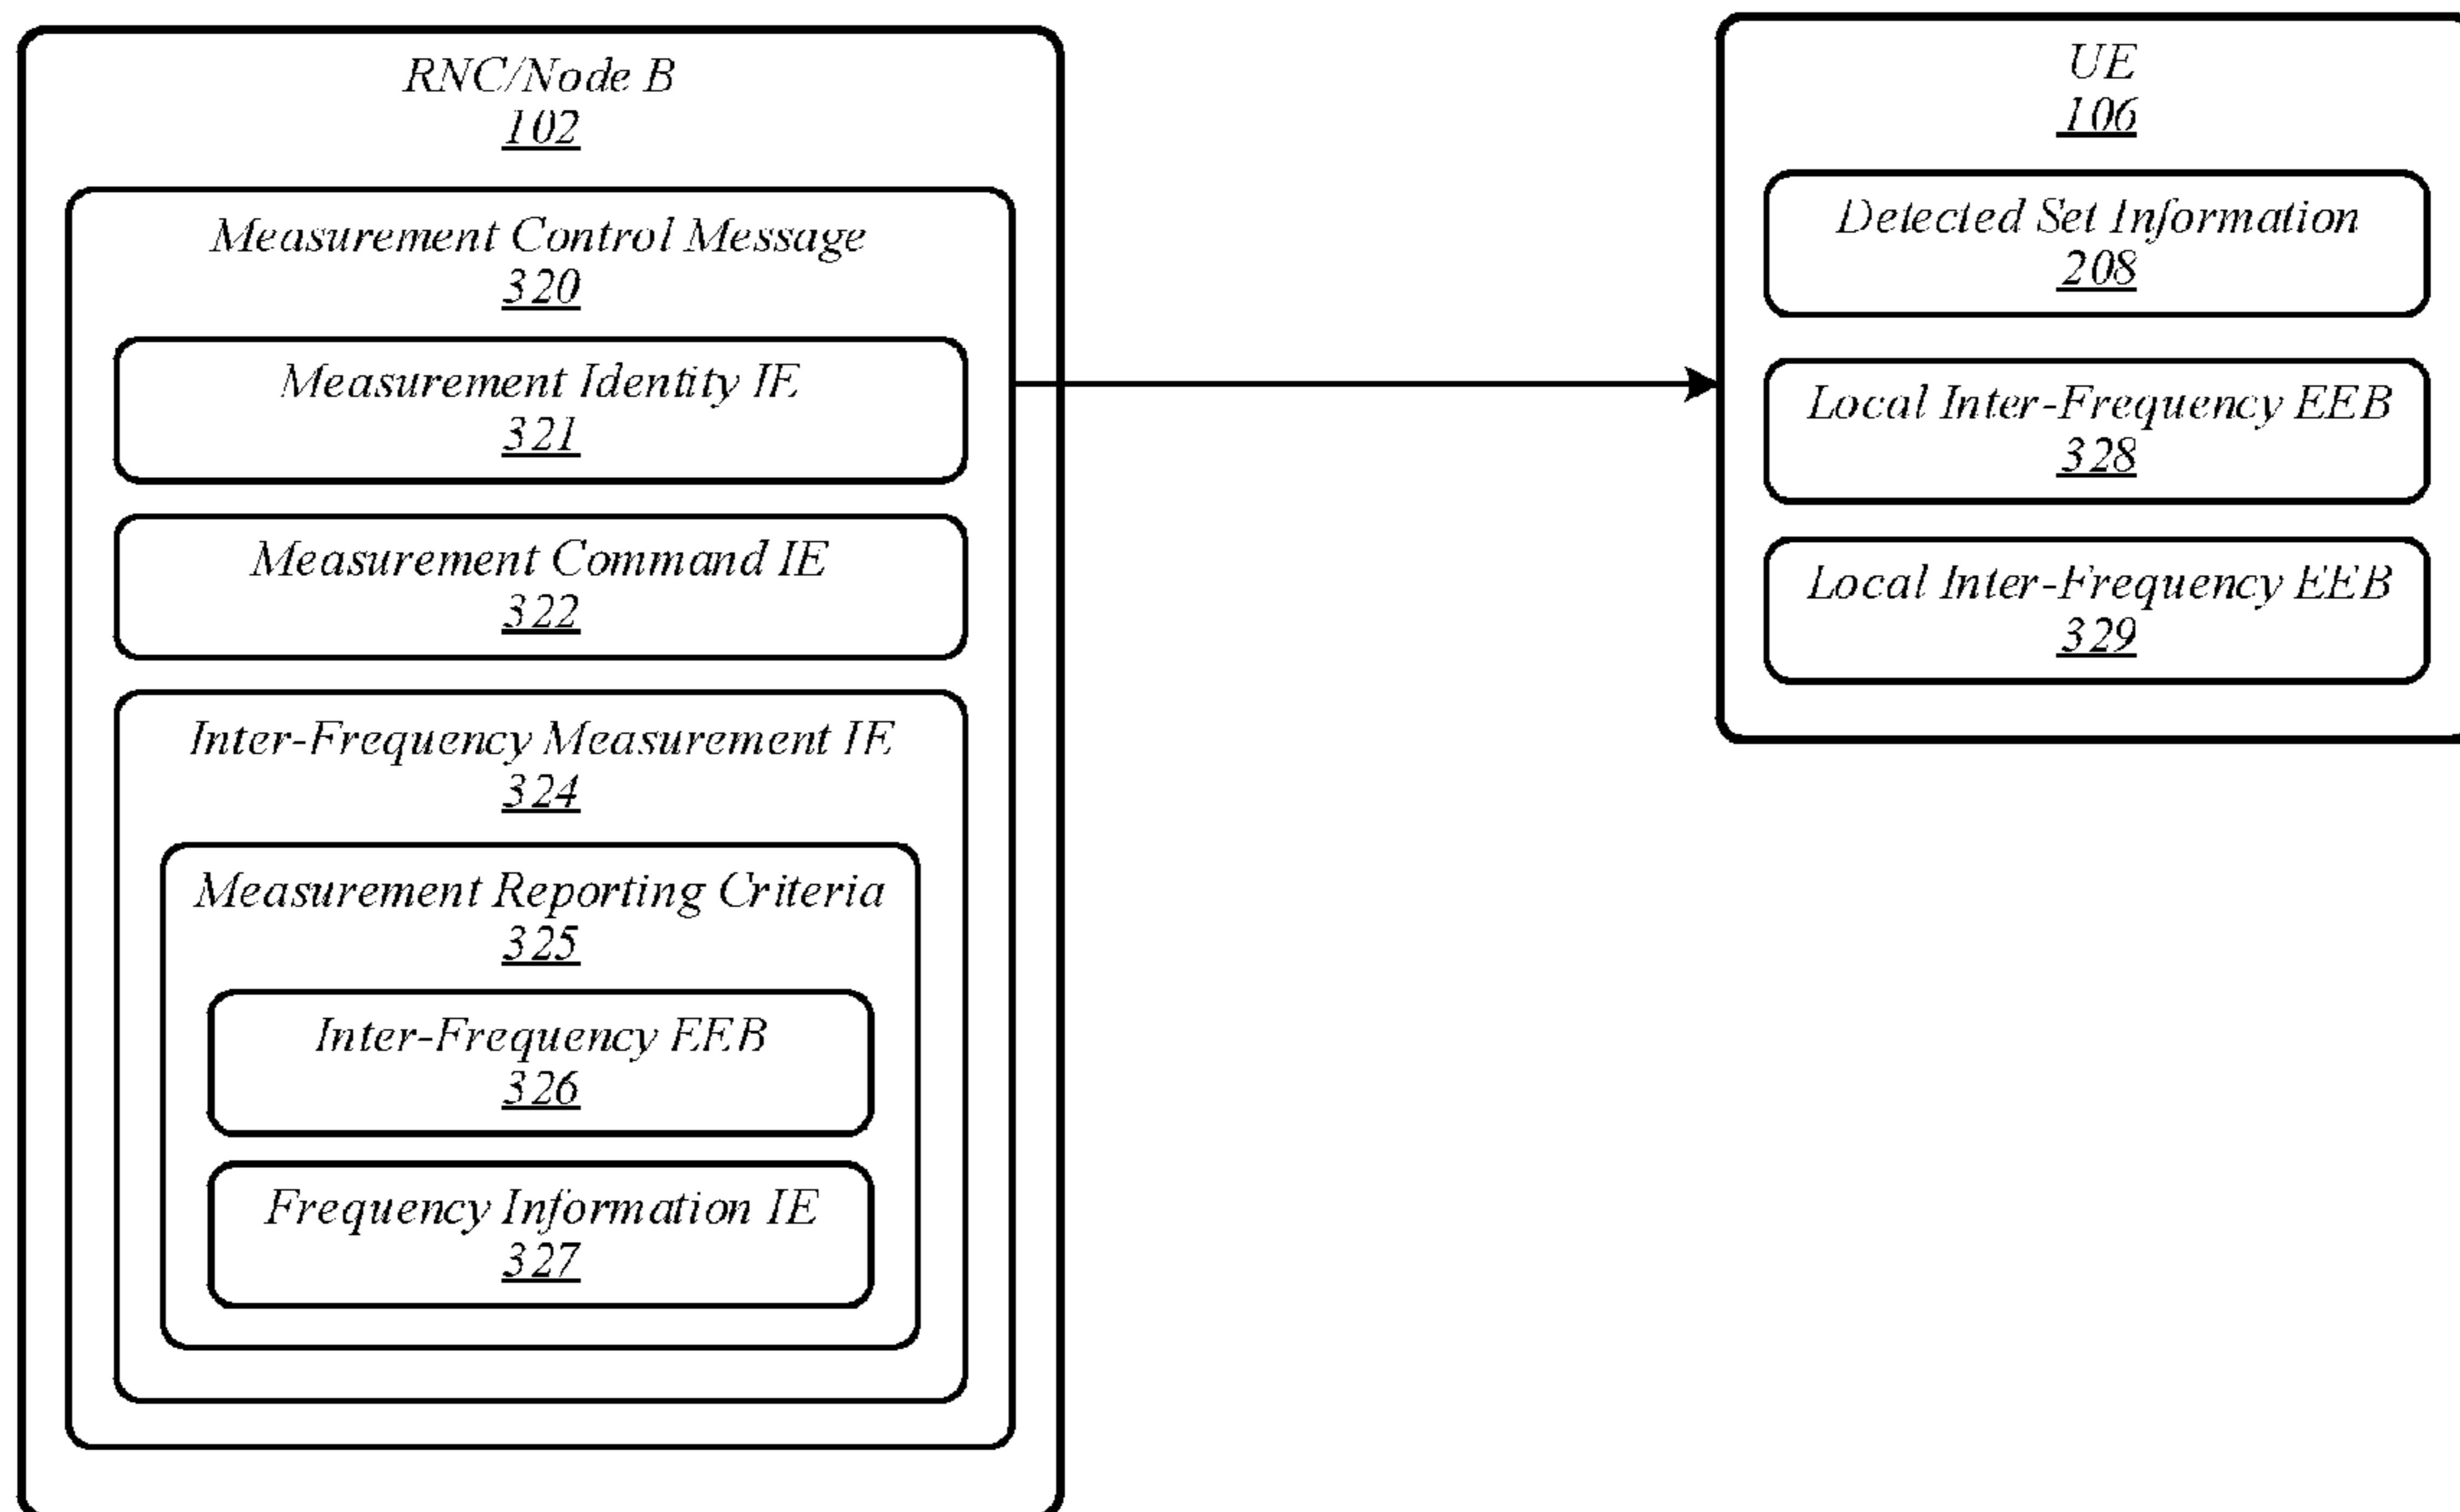 RNC/Node B
102
Measurement Control Message
320
Measurement Identity IE
321
Measurement Command IE
322
Inter-Frequency Measurement IE
324
Measurement Reporting Criteria
325
Inter-Frequency EEB
326
Frequency Information IE
327
UE
106
Detected Set Information
208
Local Inter-Frequency EEB
328
Local Inter-Frequency EEB
329